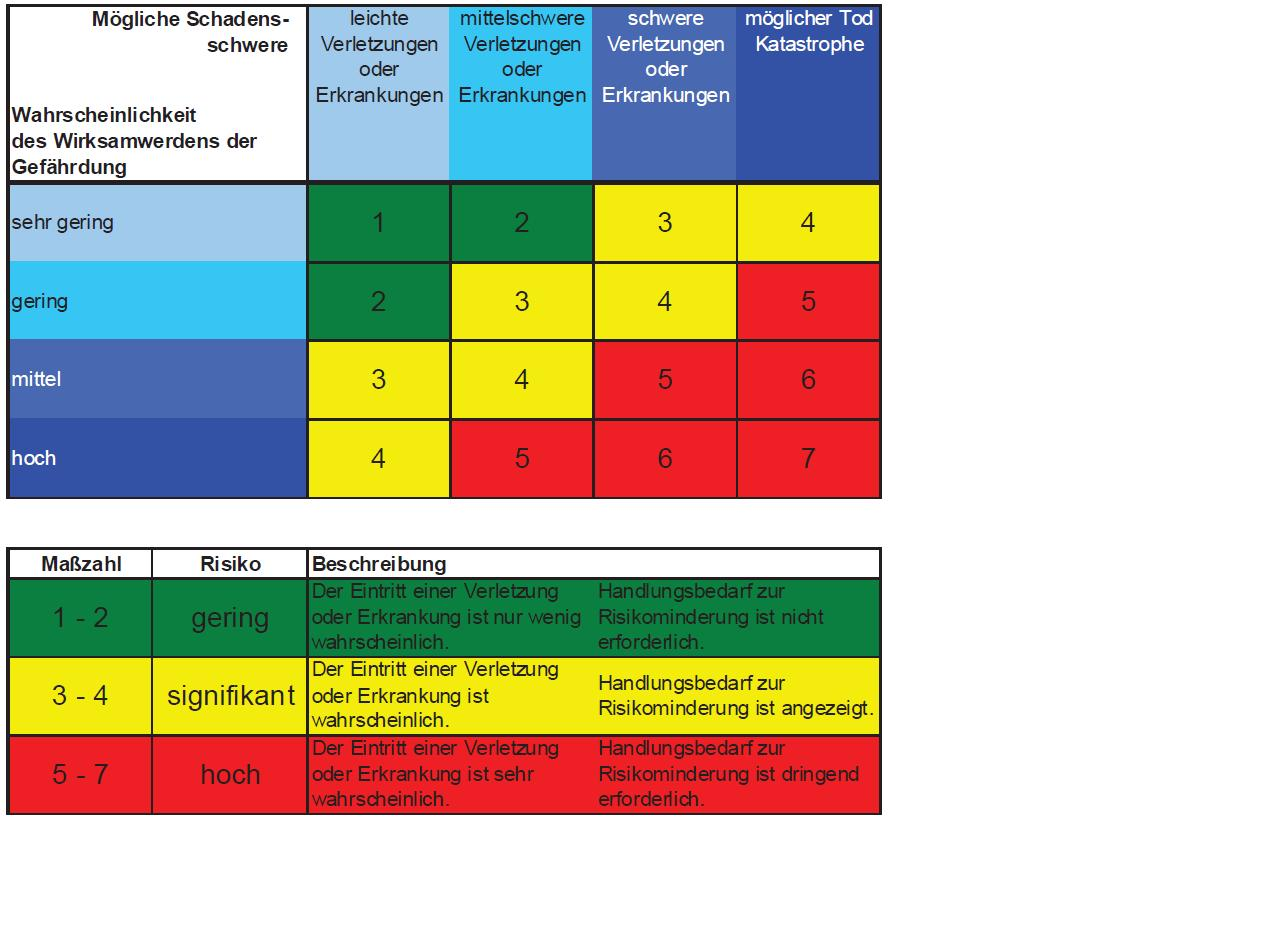 Mögliche Schadens-
schwere
Wahrscheinlichkeit
des Wirksamwerdens der
Gefährdung
leichte
Verletzungen
oder
Erkrankungen
mittelschwere
Verletzungen
oder
Erkrankungen
schwere
Verletzungen
oder
Erkrankungen
möglicher Tod
Katastrophe
sehr gering 1 2 3 4
gering 2 3 4 5
mittel 3 4 5 6
hoch 4 5 6 7
Maßzahl Risiko Beschreibung
1 - 2
gering
Der Eintritt einer Verletzung
oder Erkrankung ist nur wenig
wahrscheinlich.
Handlungsbedarf zur
Risikominderung ist nicht
erforderlich.
3 - 4
signifikant
Der Eintritt einer Verletzung
oder Erkrankung ist
wahrscheinlich.
Handlungsbedarf zur
Risikominderung ist angezeigt.
5 - 7
hoch
Der Eintritt einer Verletzung
oder Erkrankung ist sehr
wahrscheinlich.
Handlungsbedarf zur
Risikominderung ist dringend
erforderlich.